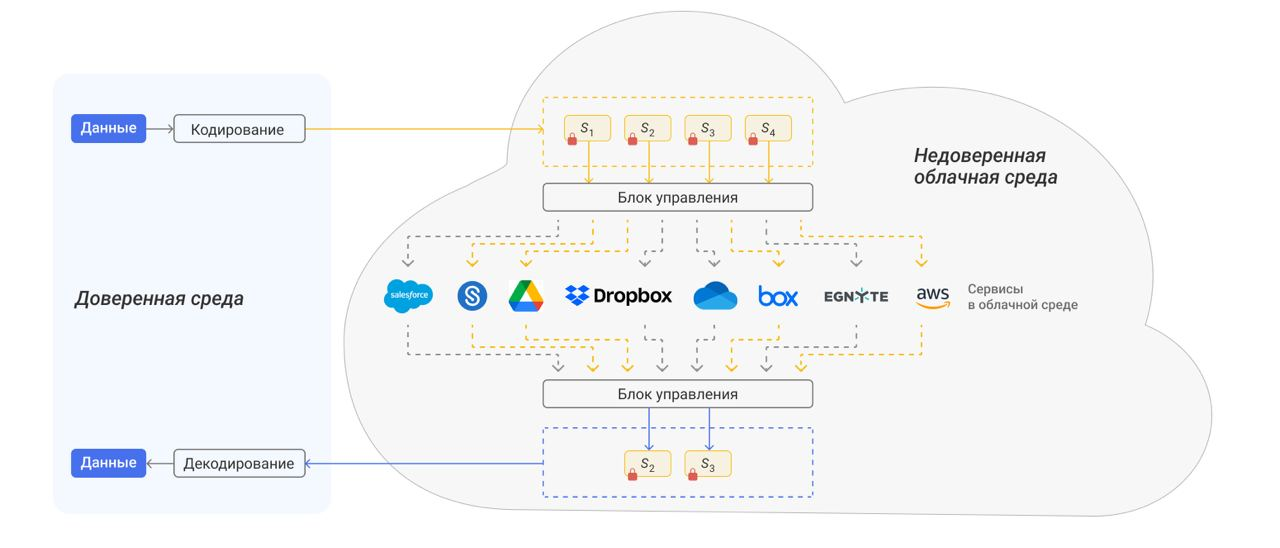 Данные
Кодирование
S1
S2
S3
S4
Недоверенная
облачная среда
Блок управления
Доверенная среда
salesforce
Dropbox
box
EGNYTE
aws
Сервисы
в облачной среде
Блок управления
Данные
Декодирование
S2
S3